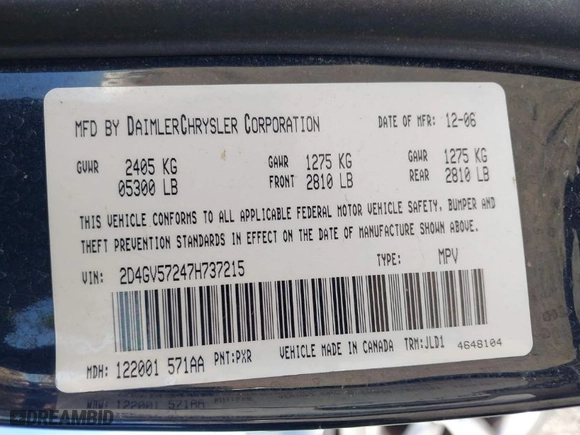 MFD BY DAIMLERCHRYSLER CORPORATION DATE OF MFR: 12-06
GVWR 2405 KG GAWR 1275 KG GAWR 1275 KG
05300 LB FRONT 2810 LB REAR 2810 LB
THIS VEHICLE CONFORMS TO ALL APPLICABLE FEDERAL MOTOR VEHICLE SAFETY, BUMPER AND
THEFT PREVENTION STANDARDS IN EFFECT ON THE DATE OF MANUFACTURE SHOWN ABOVE.
VIN: 2D4GV57247H737215 TYPE: MPV
MDH: 122001 571AA PNT:PXR VEHICLE MADE IN CANADA TRM:JLD1 4648104
DREAMBID